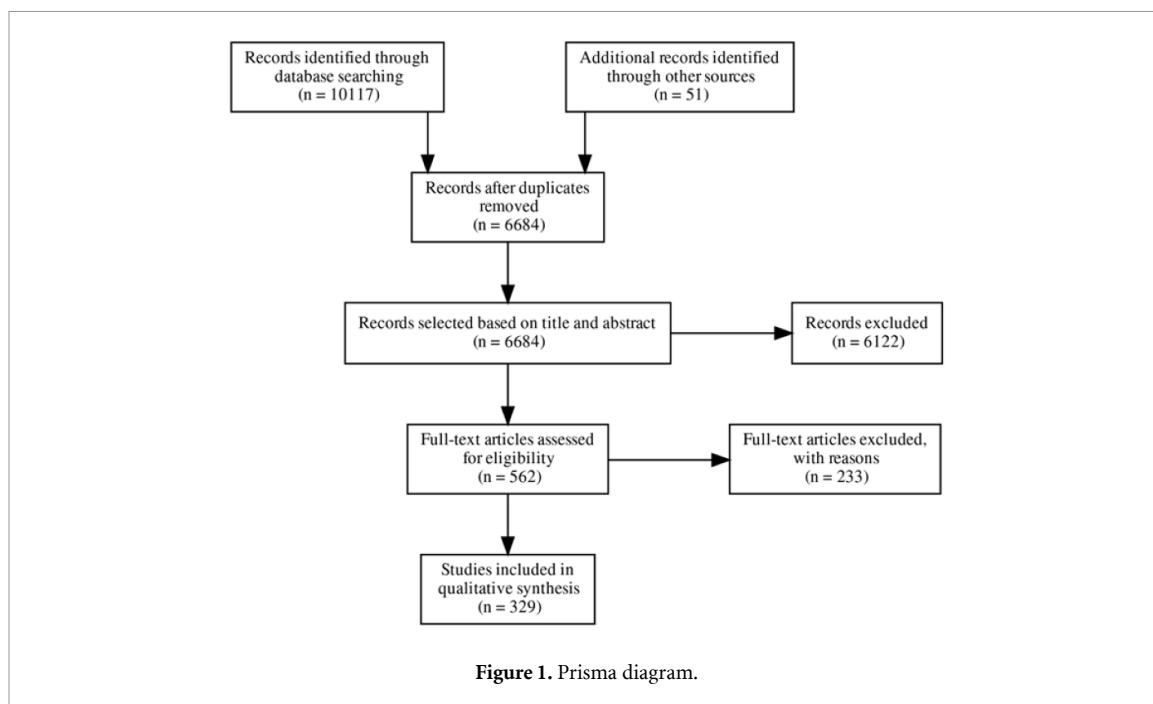 Records identified through
database searching
(n = 10117)
Additional records identified
through other sources
(n = 51)
Records after duplicates
removed
(n = 6684)
Records selected based on title and abstract
(n = 6684)
Records excluded
(n = 6122)
Full-text articles assessed
for eligibility
(n = 562)
Full-text articles excluded,
with reasons
(n = 233)
Studies included in
qualitative synthesis
(n = 329)
Figure 1. Prisma diagram.